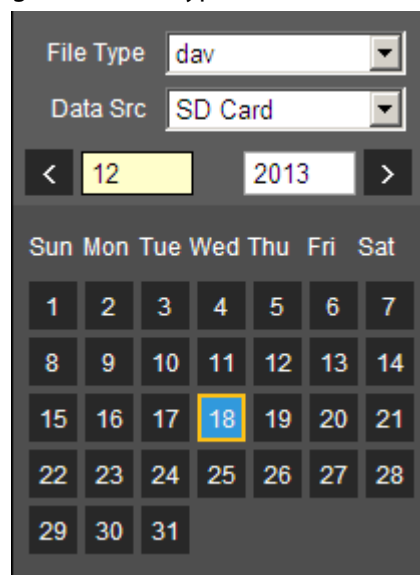 File Type dav
Data Src SD Card
< 12 2013 >
Sun Mon Tue Wed Thu Fri Sat
1 2 3 4 5 6 7
8 9 10 11 12 13 14
15 16 17 18 19 20 21
22 23 24 25 26 27 28
29 30 31